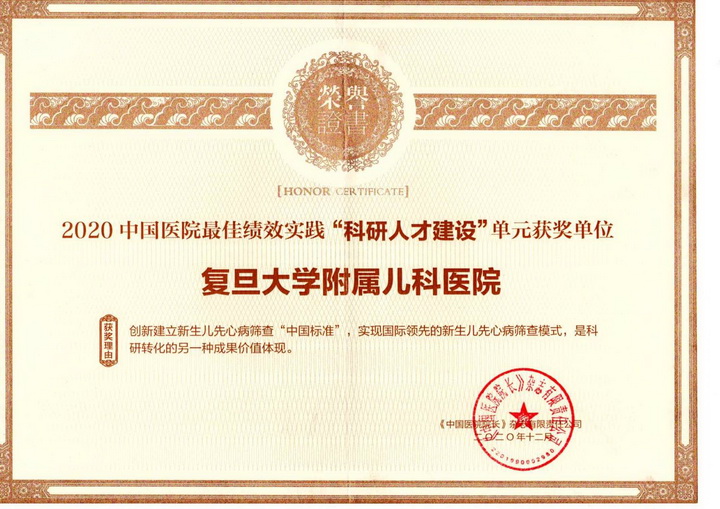 榮譽
證書
[HONOR CERTIFICATE]
2020 中国医院最佳绩效实践“科研人才建设”单元获奖单位
复旦大学附属儿科医院
获奖理由
创新建立新生儿先心病筛查“中国标准”，实现国际领先的新生儿先心病筛查模式，是科
研转化的另一种成果价值体现。
《中国医院院长》杂志有限责任公司
二〇二〇年十二月